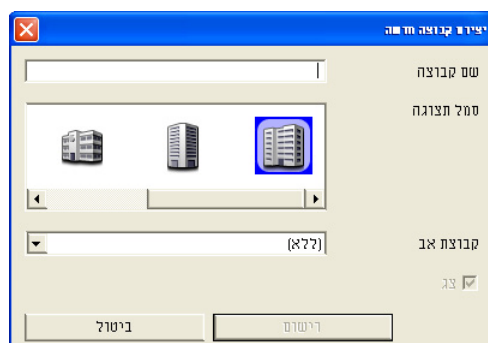 יצירת קבוצה חדשה
שם קבוצה
סמל תצוגה
קבוצת אב
(ללא)
צג
רישום
ביטול